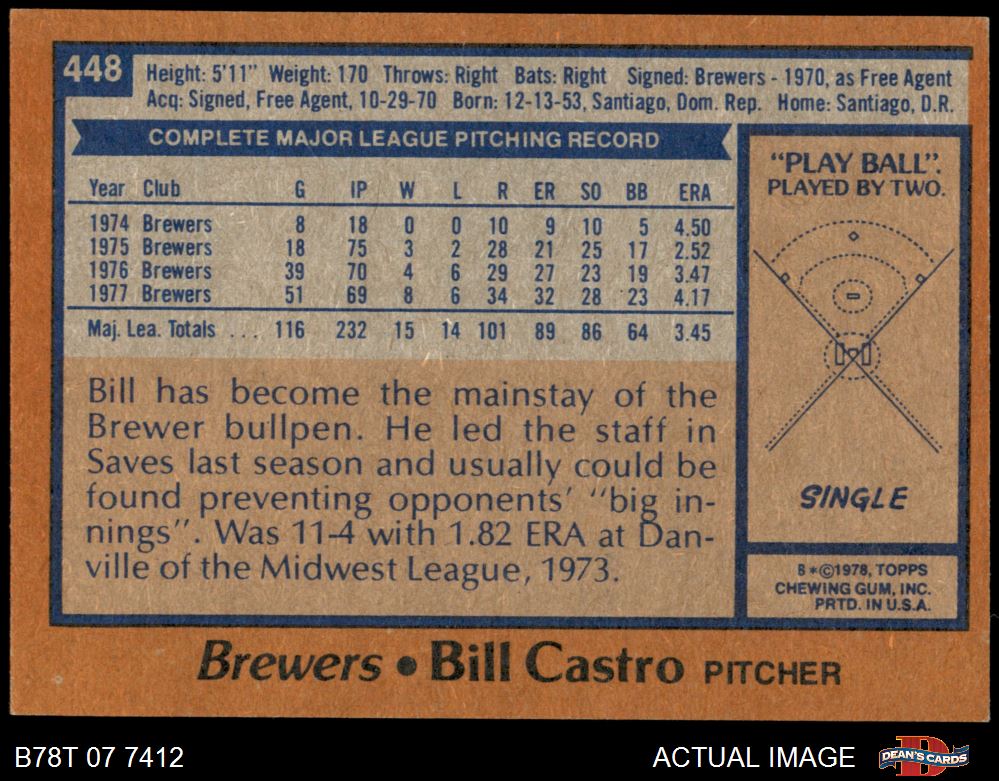 448
Height: 5'11" Weight: 170 Throws: Right Bats: Right Signed: Brewers - 1970, as Free Agent
Acq: Signed, Free Agent, 10-29-70 Born: 12-13-53, Santiago, Dom. Rep. Home: Santiago, D.R.
COMPLETE MAJOR LEAGUE PITCHING RECORD
Year Club G IP W L R ER SO BB ERA
1974 Brewers 8 18 0 0 10 9 10 5 4.50
1975 Brewers 18 75 3 2 28 21 25 17 2.52
1976 Brewers 39 70 4 6 29 27 23 19 3.47
1977 Brewers 51 69 8 6 34 32 28 23 4.17
Maj. Lea. Totals ... 116 232 15 14 101 89 86 64 3.45
Bill has become the mainstay of the
Brewer bullpen. He led the staff in
Saves last season and usually could be
found preventing opponents' "big in-
nings". Was 11-4 with 1.82 ERA at Dan-
ville of the Midwest League, 1973.
"PLAY BALL".
PLAYED BY TWO.
SINGLE
B*©1978, TOPPS
CHEWING GUM, INC.
PRTD. IN U.S.A.
Brewers • Bill Castro PITCHER
B78T 07 7412
ACTUAL IMAGE
DEAN'S CARDS